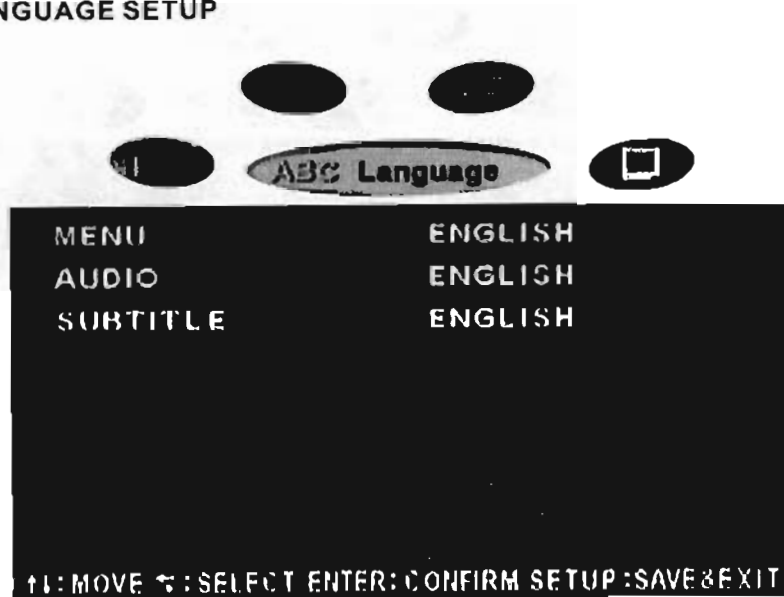 NGUAGE SETUP
ABC Language
MENU ENGLISH
AUDIO ENGLISH
SUBTITLE ENGLISH
↑↓:MOVE :SELECT ENTER:CONFIRM SETUP:SAVE&EXIT